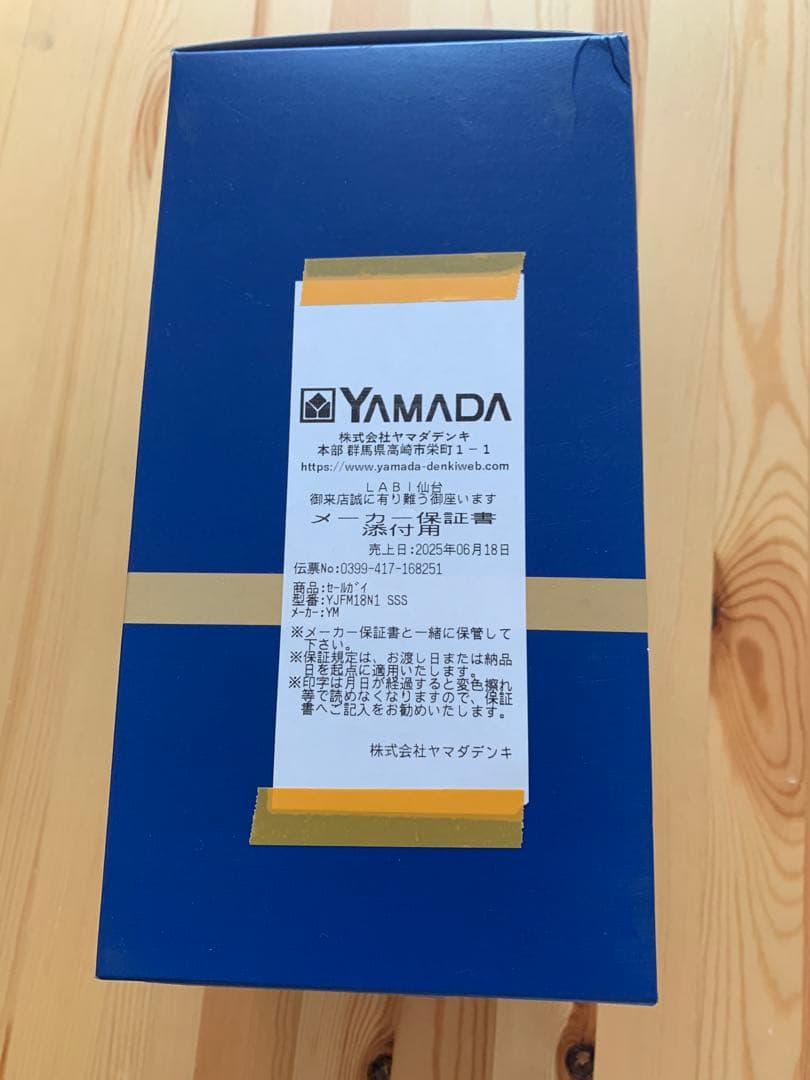 YAMADA
株式会社ヤマダデンキ
本部 群馬県高崎市栄町1-1
https://www.yamada-denkiweb.com
LABI仙台
御来店誠に有り難う御座います
メーカー保証書
添付用
売上日:2025年06月18日
伝票No:0399-417-168251
商品:ｾｰﾙｶﾞｲ
型番:YJFM18N1 SSS
ﾒｰｶｰ:YM
※メーカー保証書と一緒に保管して
下さい。
※保証規定は、お渡し日または納品
日を起点に適用いたします。
※印字は月日が経過すると変色擦れ
等で読めなくなりますので、保証
書へご記入をお勧めいたします。
株式会社ヤマダデンキ